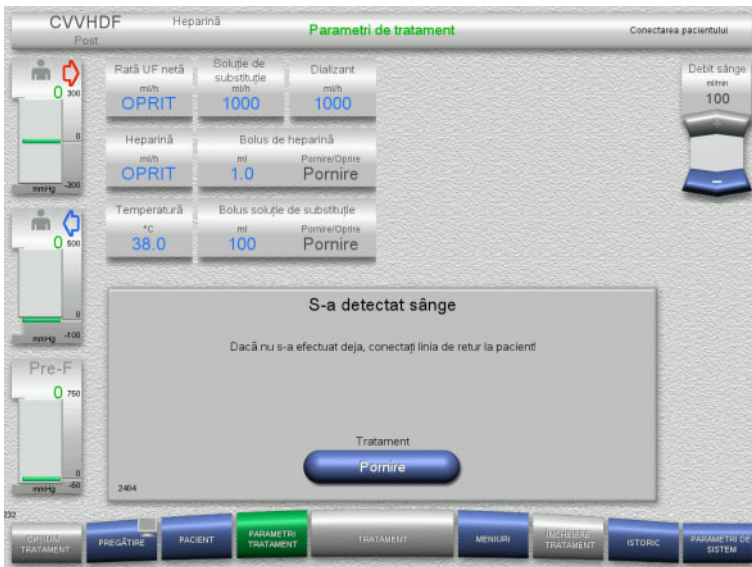 CVVHDF
Post
Heparină
Parametri de tratament
Conectarea pacientului
0 300
0
mmHg -300
Rată UF netă
ml/h
OPRIT
Soluție de
substituție
ml/h
1000
Dializant
ml/h
1000
Debit sânge
ml/min
100
Heparină
ml/h
OPRIT
Bolus de heparină
ml Pornire/Oprire
1.0 Pornire
0 500
0
mmHg -100
Temperatură
°C
38.0
Bolus soluție de substituție
ml Pornire/Oprire
100 Pornire
Pre-F
0 750
0
mmHg -50
S-a detectat sânge
Dacă nu s-a efectuat deja, conectați linia de retur la pacient!
Tratament
Pornire
2404
232
OPȚIUNI
TRATAMENT
PREGĂTIRE
PACIENT
PARAMETRI
TRATAMENT
TRATAMENT
MENIURI
ÎNCHEIERE
TRATAMENT
ISTORIC
PARAMETRI DE
SISTEM